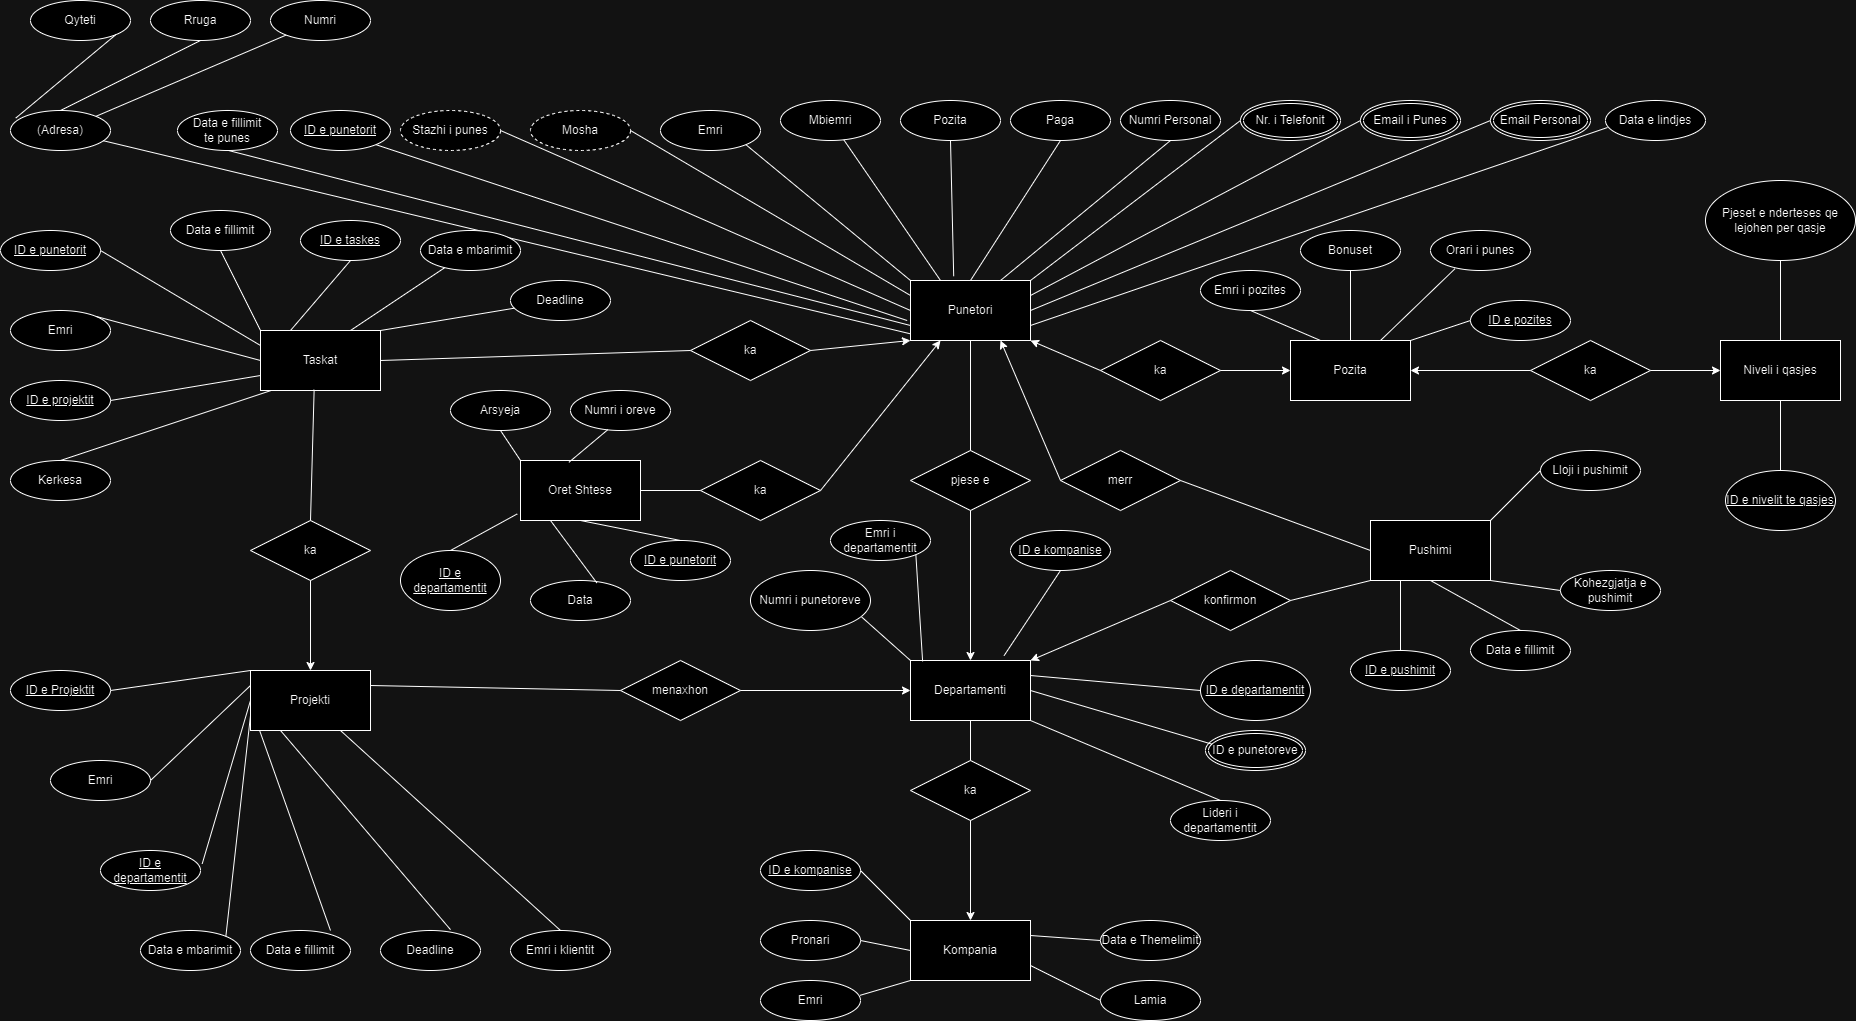 Qyteti
Rruga
Numri
(Adresa)
Data e fillimit
te punes
ID e punetorit
Stazhi i punes
Mosha
Emri
Mbiemri
Pozita
Paga
Numri Personal
Nr. i Telefonit
Email i Punes
Email Personal
Data e lindjes
ID e punetorit
Data e fillimit
ID e taskes
Data e mbarimit
Deadline
Emri
Taskat
ID e projektit
Kerkesa
ka
Punetori
Pjeset e nderteses qe
lejohen per qasje
Bonuset
Orari i punes
Emri i pozites
ID e pozites
ka
Pozita
ka
Niveli i qasjes
ID e nivelit te qasjes
Arsyeja
Numri i oreve
Oret Shtese
ka
ID e
departamentit
Data
ID e punetorit
pjese e
merr
Lloji i pushimit
Pushimi
Kohezgjatja e
pushimit
Data e fillimit
ID e pushimit
konfirmon
ka
Emri i
departamentit
ID e kompanise
Numri i punetoreve
ID e Projektit
Projekti
menaxhon
Departamenti
ID e departamentit
ID e punetoreve
Lideri i
departamentit
Emri
ID e
departamentit
Data e mbarimit
Data e fillimit
Deadline
Emri i klientit
ka
ID e kompanise
Pronari
Kompania
Data e Themelimit
Emri
Lamia